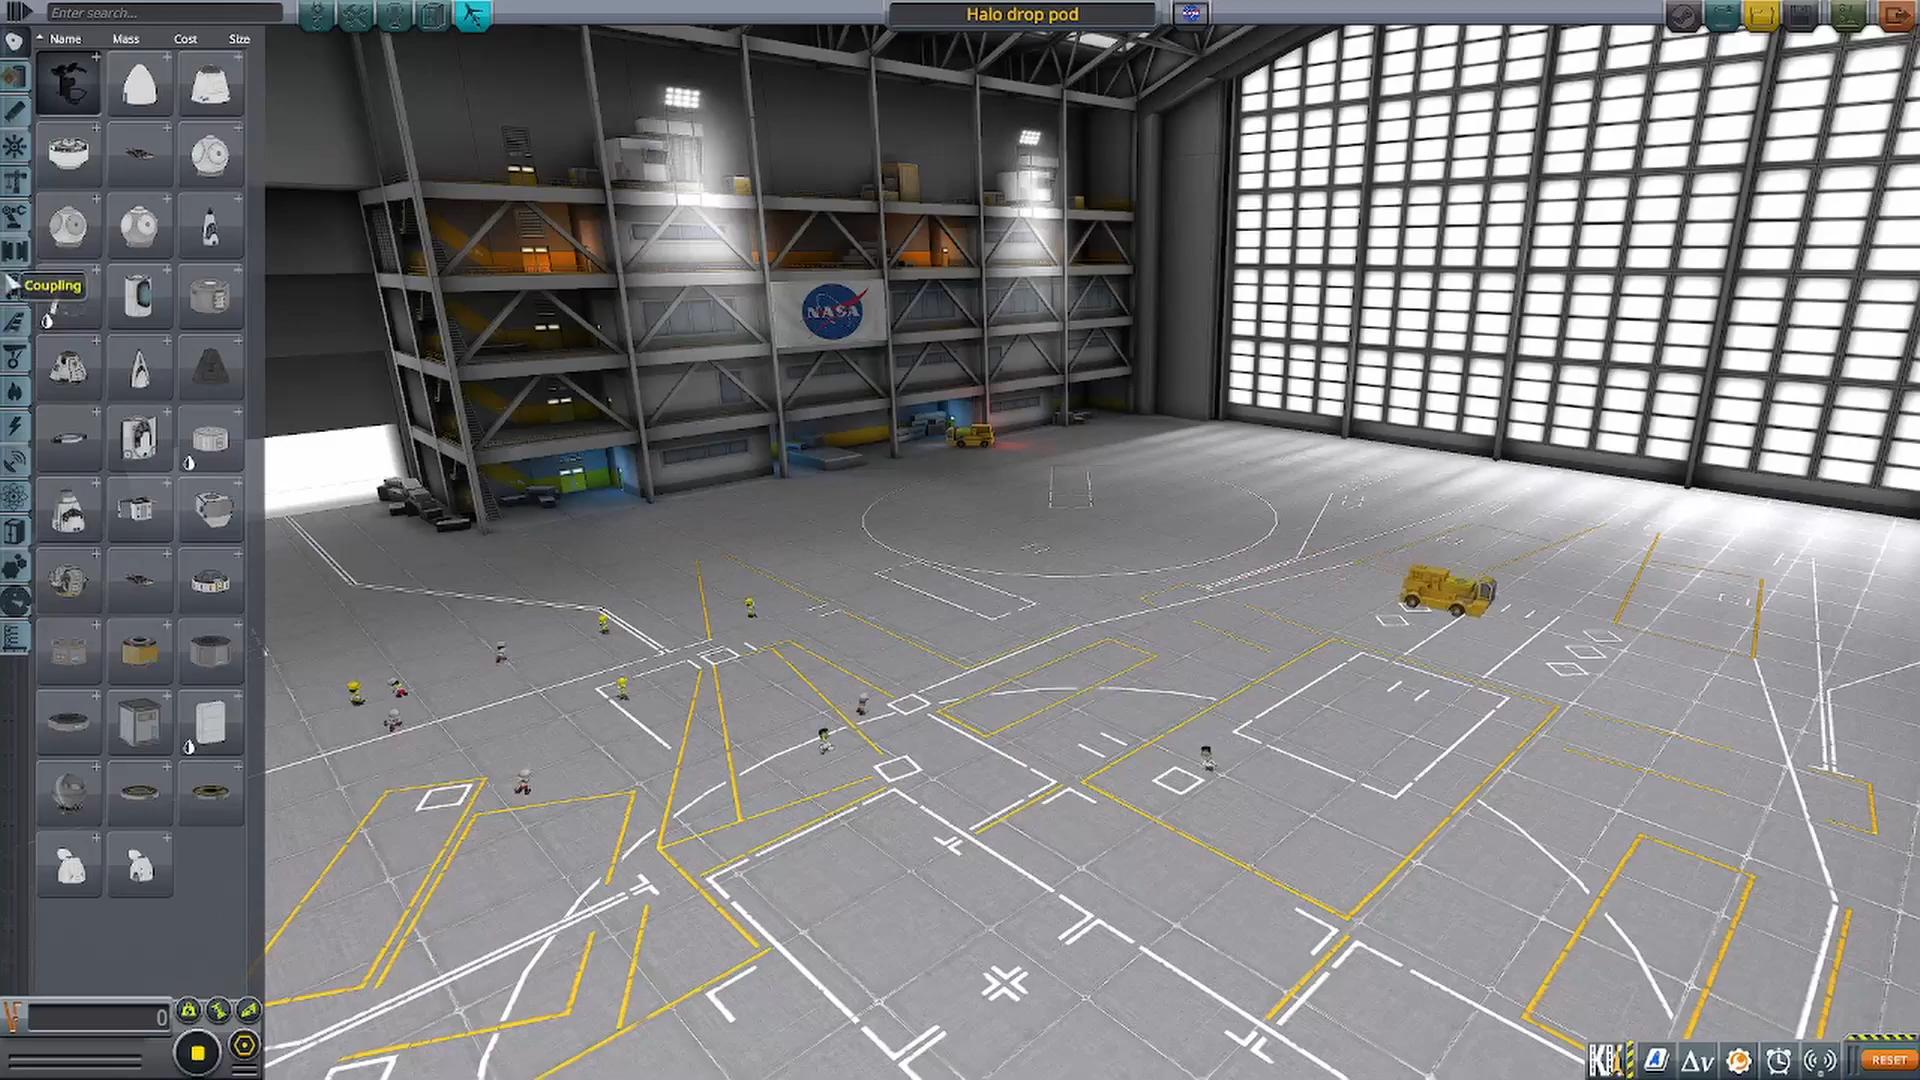 Enter search...
Halo drop pod
Name Mass Cost Size
Coupling
NASA
0
Δv
RESET